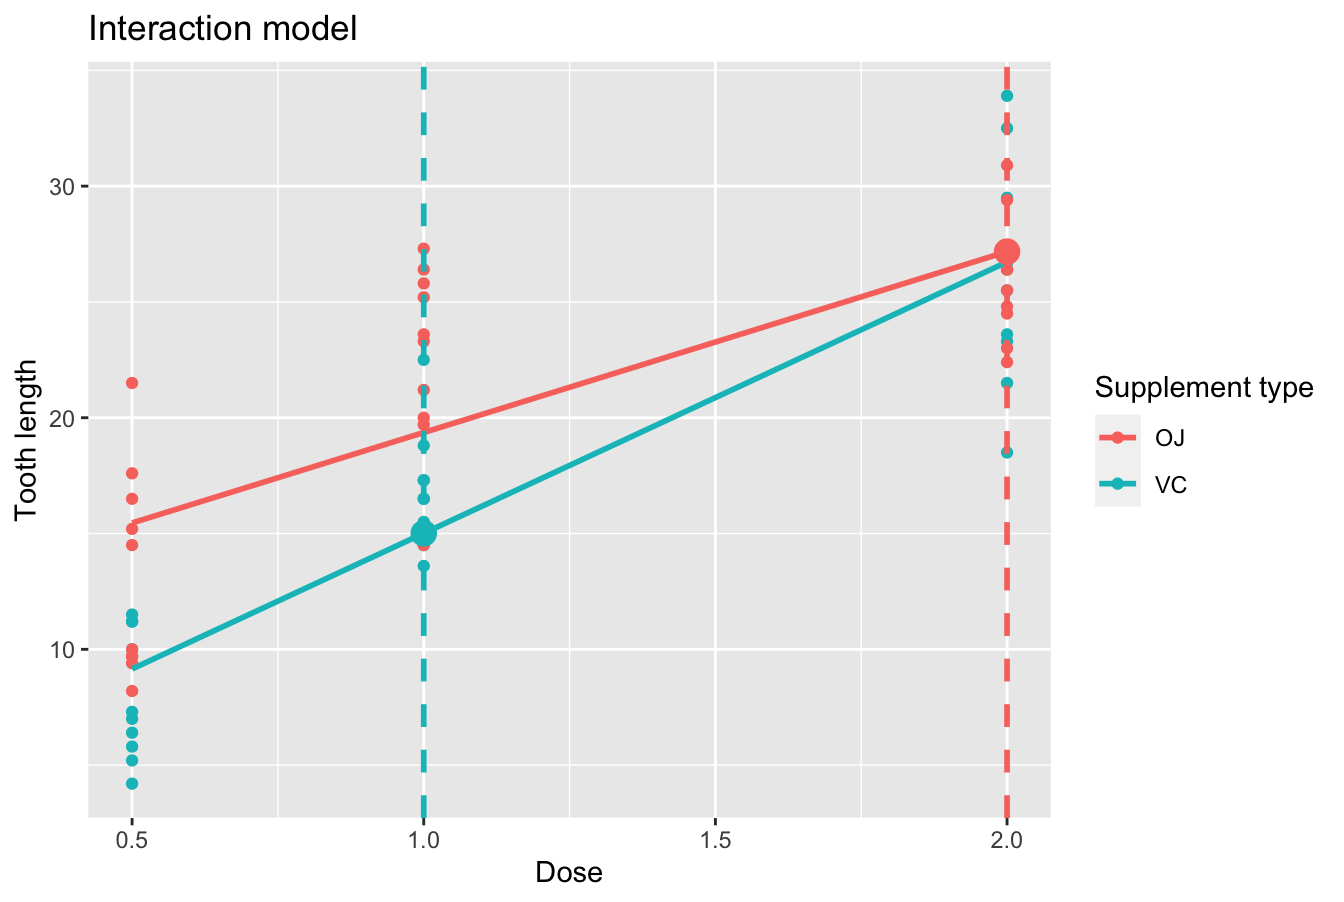 Interaction model
30
20
10
Tooth length
0.5
1.0
1.5
2.0
Dose
Supplement type
OJ
VC